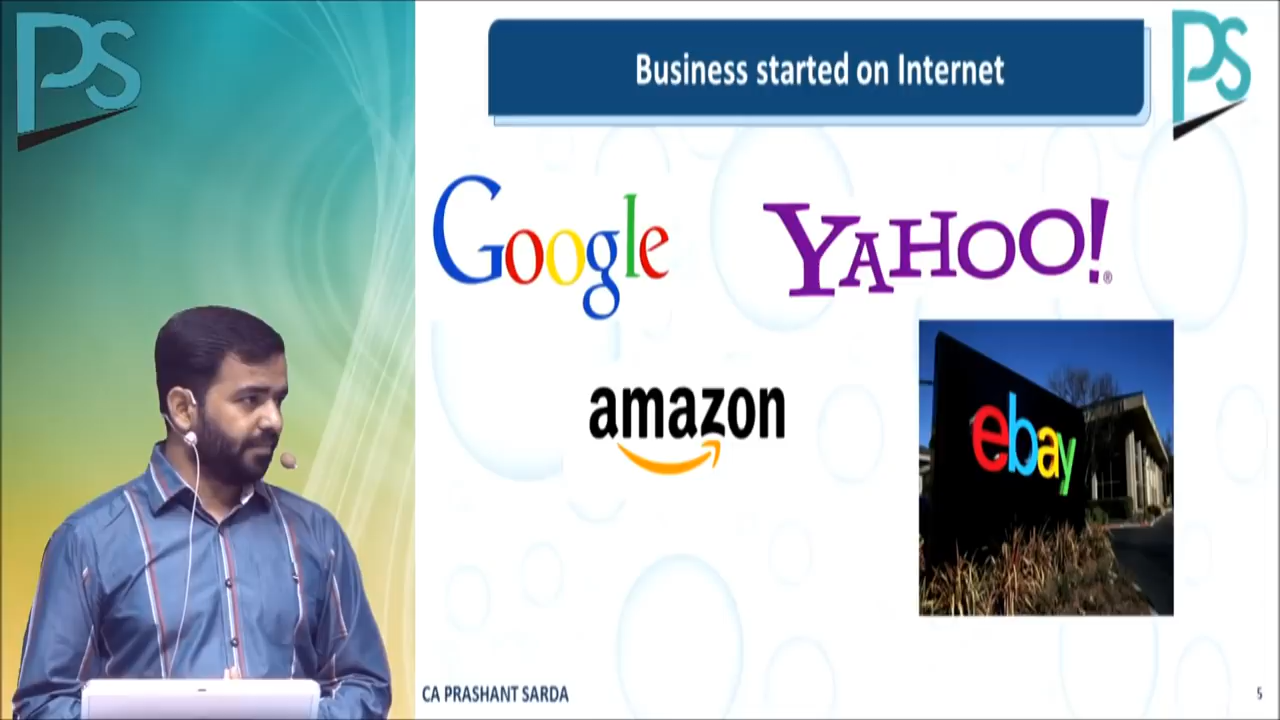 PS
Business started on Internet
PS
Google
YAHOO!
®
amazon
ebay
CA PRASHANT SARDA
5